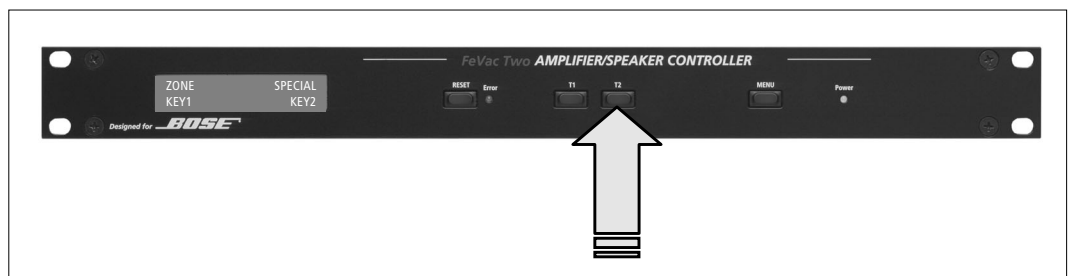 FeVac Two AMPLIFIER/SPEAKER CONTROLLER
ZONE SPECIAL
KEY1 KEY2
RESET Error T1 T2 MENU Power
Designed for BOSE